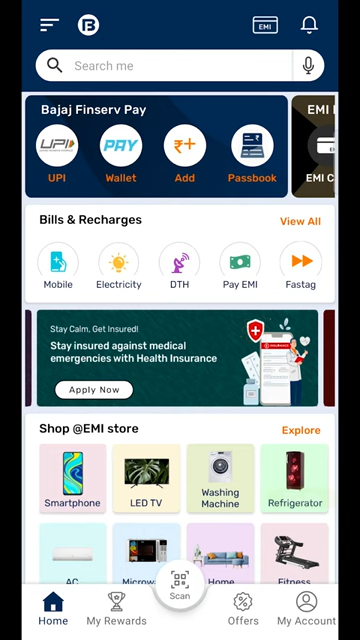 B
EMI
Search me
Bajaj Finserv Pay
EMI
UPI
PAY
₹+
UPI
Wallet
Add
Passbook
EMI C
Bills & Recharges
View All
Mobile
Electricity
DTH
Pay EMI
Fastag
Stay Calm, Get Insured!
Stay insured against medical
emergencies with Health Insurance
INSURANCE
Apply Now
Shop @EMI store
Explore
Smartphone
LED TV
Washing
Machine
Refrigerator
AC
Microw
Home
Fitness
Scan
Home
My Rewards
Offers
My Account